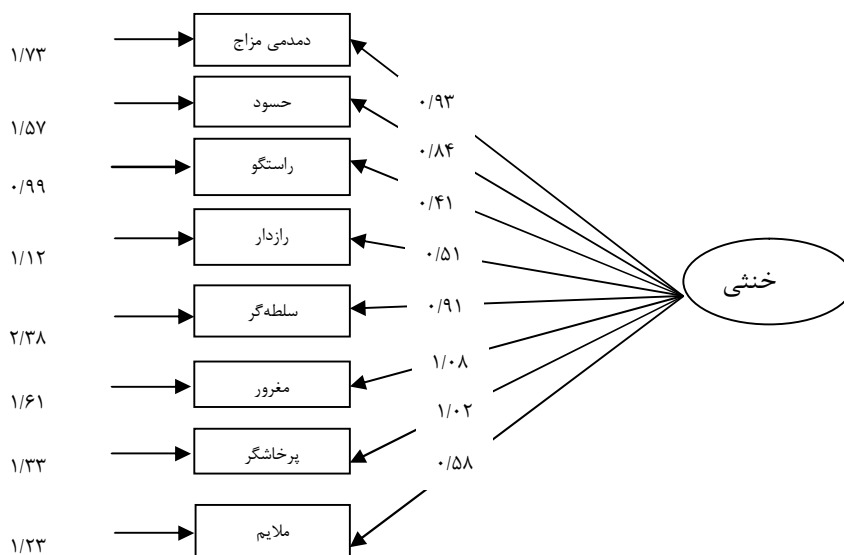 دمدمی مزاج
۱/۷۳
۰/۹۳
حسود
۱/۵۷
۰/۸۴
راستگو
۰/۹۹
۰/۴۱
رازدار
۱/۱۲
۰/۵۱
خنثی
سلطه‌گر
۲/۳۸
۰/۹۱
مغرور
۱/۶۱
۱/۰۸
پرخاشگر
۱/۳۳
۱/۰۲
ملایم
۱/۲۳
۰/۵۸